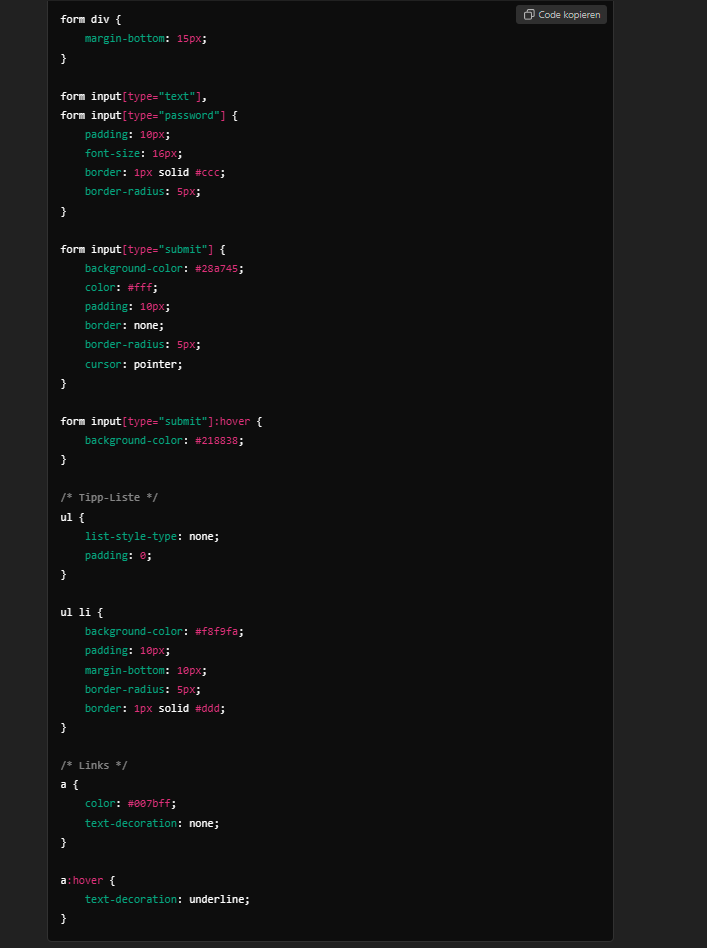 Code kopieren
form div {
    margin-bottom: 15px;
}

form input[type="text"],
form input[type="password"] {
    padding: 10px;
    font-size: 16px;
    border: 1px solid #ccc;
    border-radius: 5px;
}

form input[type="submit"] {
    background-color: #28a745;
    color: #fff;
    padding: 10px;
    border: none;
    border-radius: 5px;
    cursor: pointer;
}

form input[type="submit"]:hover {
    background-color: #218838;
}

/* Tipp-Liste */
ul {
    list-style-type: none;
    padding: 0;
}

ul li {
    background-color: #f8f9fa;
    padding: 10px;
    margin-bottom: 10px;
    border-radius: 5px;
    border: 1px solid #ddd;
}

/* Links */
a {
    color: #007bff;
    text-decoration: none;
}

a:hover {
    text-decoration: underline;
}